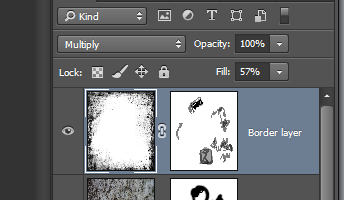 Kind
Multiply Opacity: 100%
Lock: Fill: 57%
Border layer